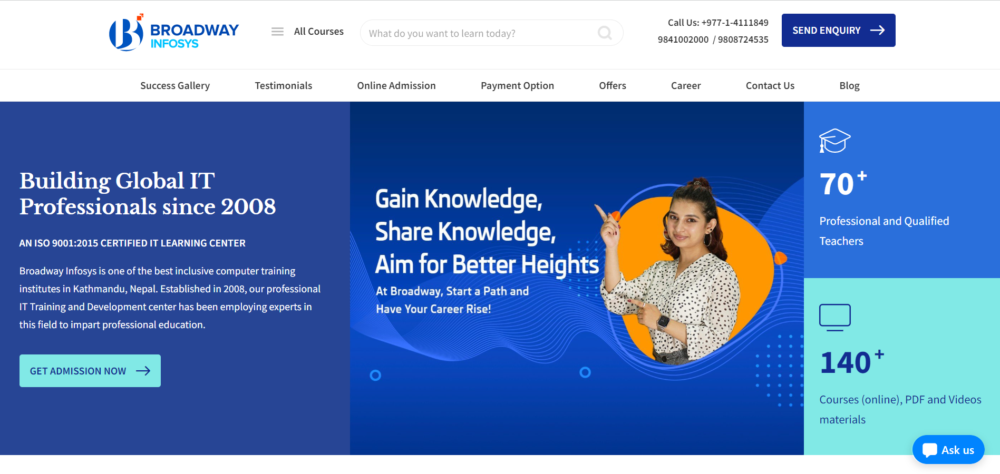 BROADWAY
INFOSYS
All Courses
What do you want to learn today?
Call Us: +977-1-4111849
9841002000 / 9808724535
SEND ENQUIRY
Success Gallery
Testimonials
Online Admission
Payment Option
Offers
Career
Contact Us
Blog
Building Global IT
Professionals since 2008
AN ISO 9001:2015 CERTIFIED IT LEARNING CENTER
Broadway Infosys is one of the best inclusive computer training
institutes in Kathmandu, Nepal. Established in 2008, our professional
IT Training and Development center has been employing experts in
this field to impart professional education.
GET ADMISSION NOW
Gain Knowledge,
Share Knowledge,
Aim for Better Heights
At Broadway, Start a Path and
Have Your Career Rise!
70+
Professional and Qualified
Teachers
140+
Courses (online), PDF and Videos
materials
Ask us